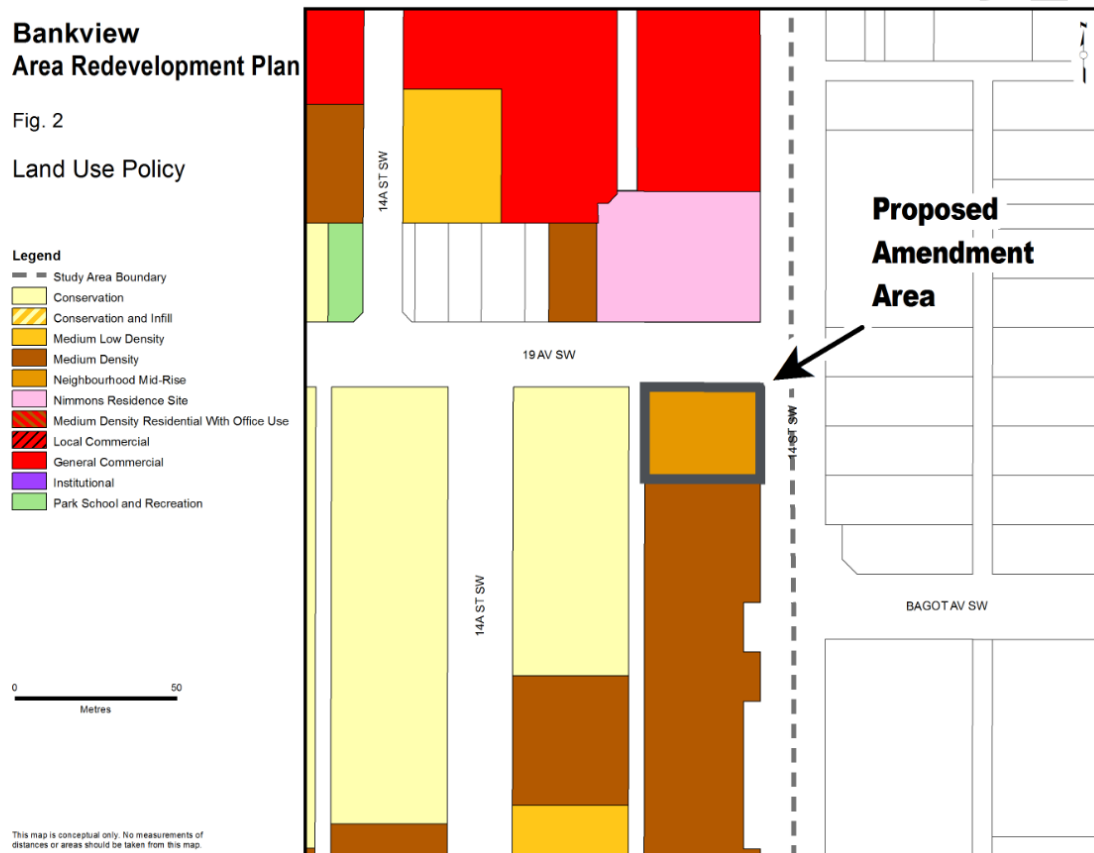 Bankview
Area Redevelopment Plan
Fig. 2
Land Use Policy
Legend
Study Area Boundary
Conservation
Conservation and Infill
Medium Low Density
Medium Density
Neighbourhood Mid-Rise
Nimmons Residence Site
Medium Density Residential With Office Use
Local Commercial
General Commercial
Institutional
Park School and Recreation
0 50
Metres
This map is conceptual only. No measurements of
distances or areas should be taken from this map.
14A ST SW
19 AV SW
14A ST SW
14 ST SW
Proposed
Amendment
Area
BAGOT AV SW